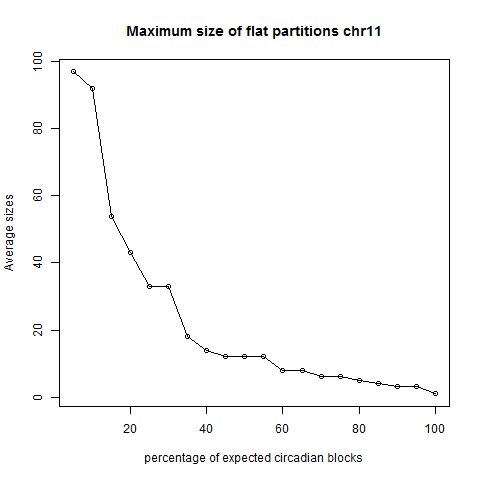 Maximum size of flat partitions chr11
100
80
60
40
20
0
Average sizes
20 40 60 80 100
percentage of expected circadian blocks